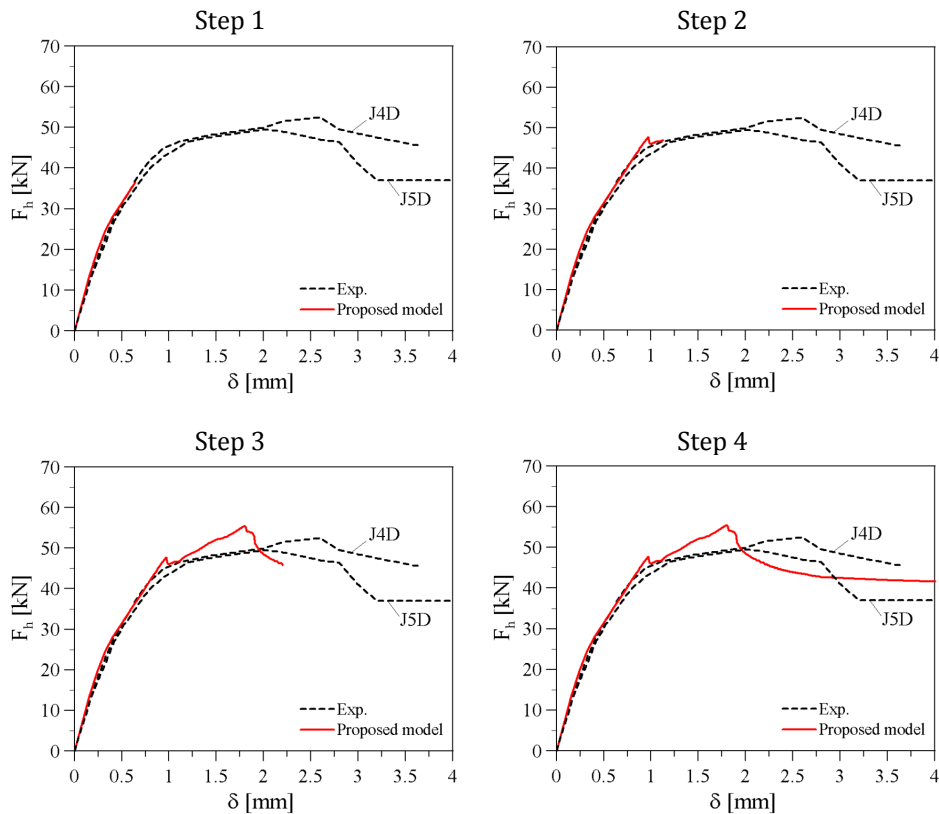 Step 1
70
60
50
40
30
20
10
0
F_h [kN]
J4D
J5D
Exp.
Proposed model
0 0.5 1 1.5 2 2.5 3 3.5 4
δ [mm]
Step 2
70
60
50
40
30
20
10
0
F_h [kN]
J4D
J5D
Exp.
Proposed model
0 0.5 1 1.5 2 2.5 3 3.5 4
δ [mm]
Step 3
70
60
50
40
30
20
10
0
F_h [kN]
J4D
J5D
Exp.
Proposed model
0 0.5 1 1.5 2 2.5 3 3.5 4
δ [mm]
Step 4
70
60
50
40
30
20
10
0
F_h [kN]
J4D
J5D
Exp.
Proposed model
0 0.5 1 1.5 2 2.5 3 3.5 4
δ [mm]